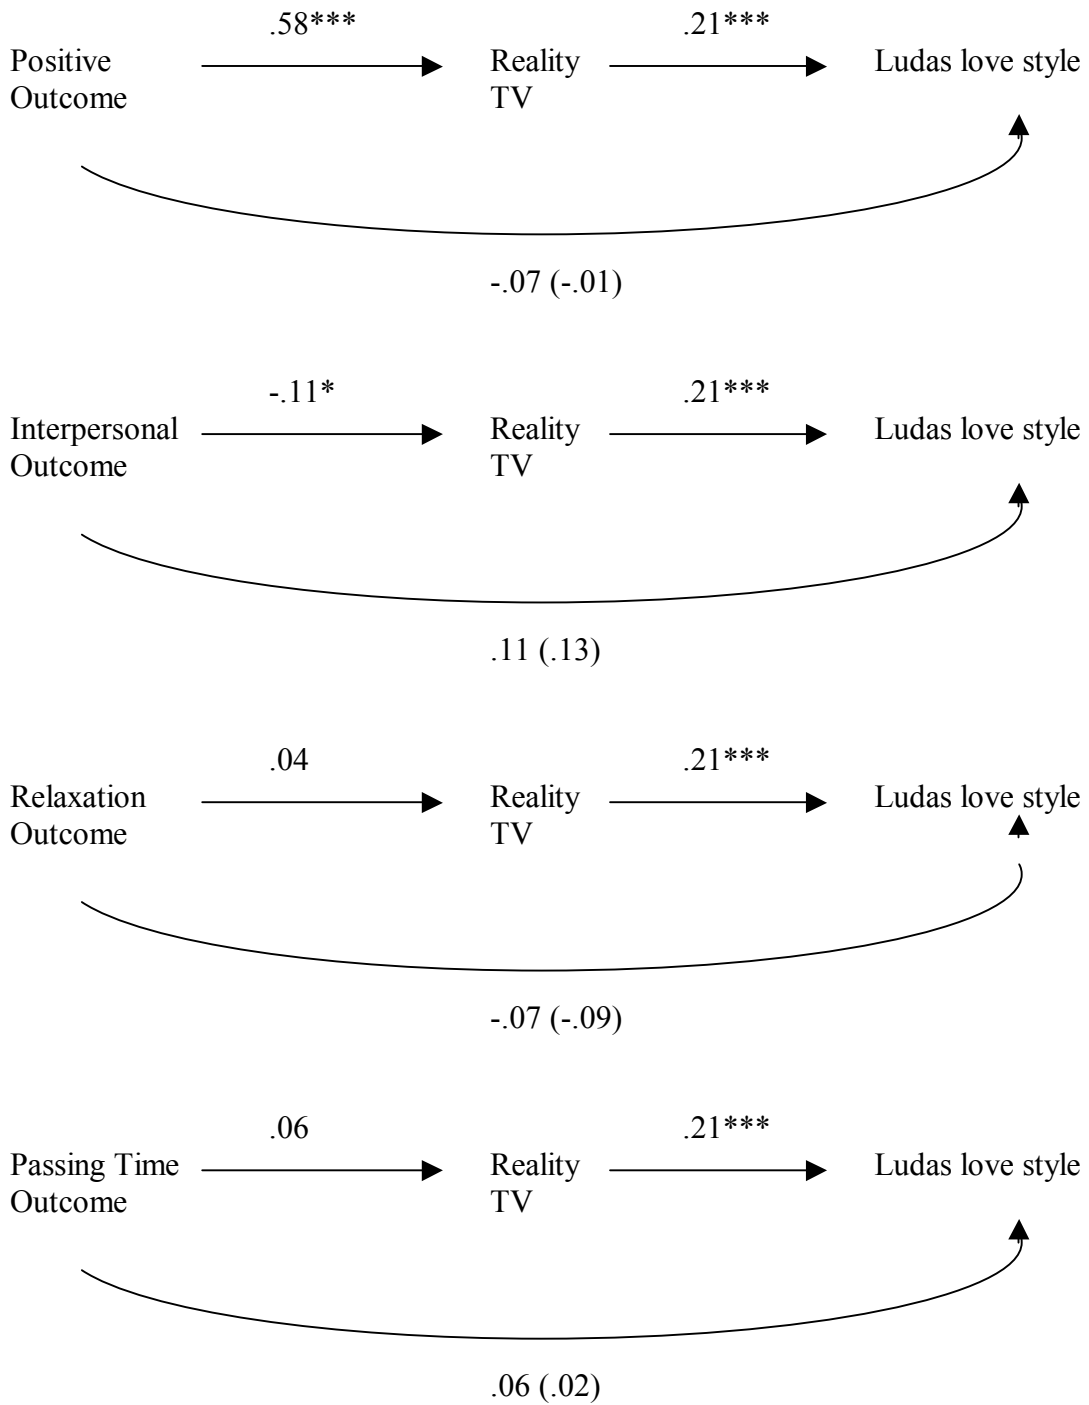 .58*** .21***
Positive Reality Ludas love style
Outcome TV
-.07 (-.01)
-.11* .21***
Interpersonal Reality Ludas love style
Outcome TV
.11 (.13)
.04 .21***
Relaxation Reality Ludas love style
Outcome TV
-.07 (-.09)
.06 .21***
Passing Time Reality Ludas love style
Outcome TV
.06 (.02)